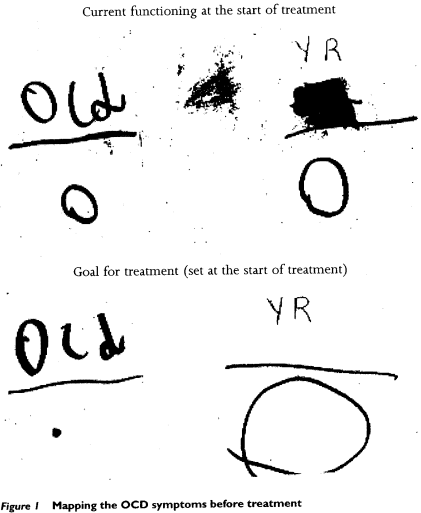 Current functioning at the start of treatment
YR
OCd
Goal for treatment (set at the start of treatment)
YR
OCd
Figure 1 Mapping the OCD symptoms before treatment